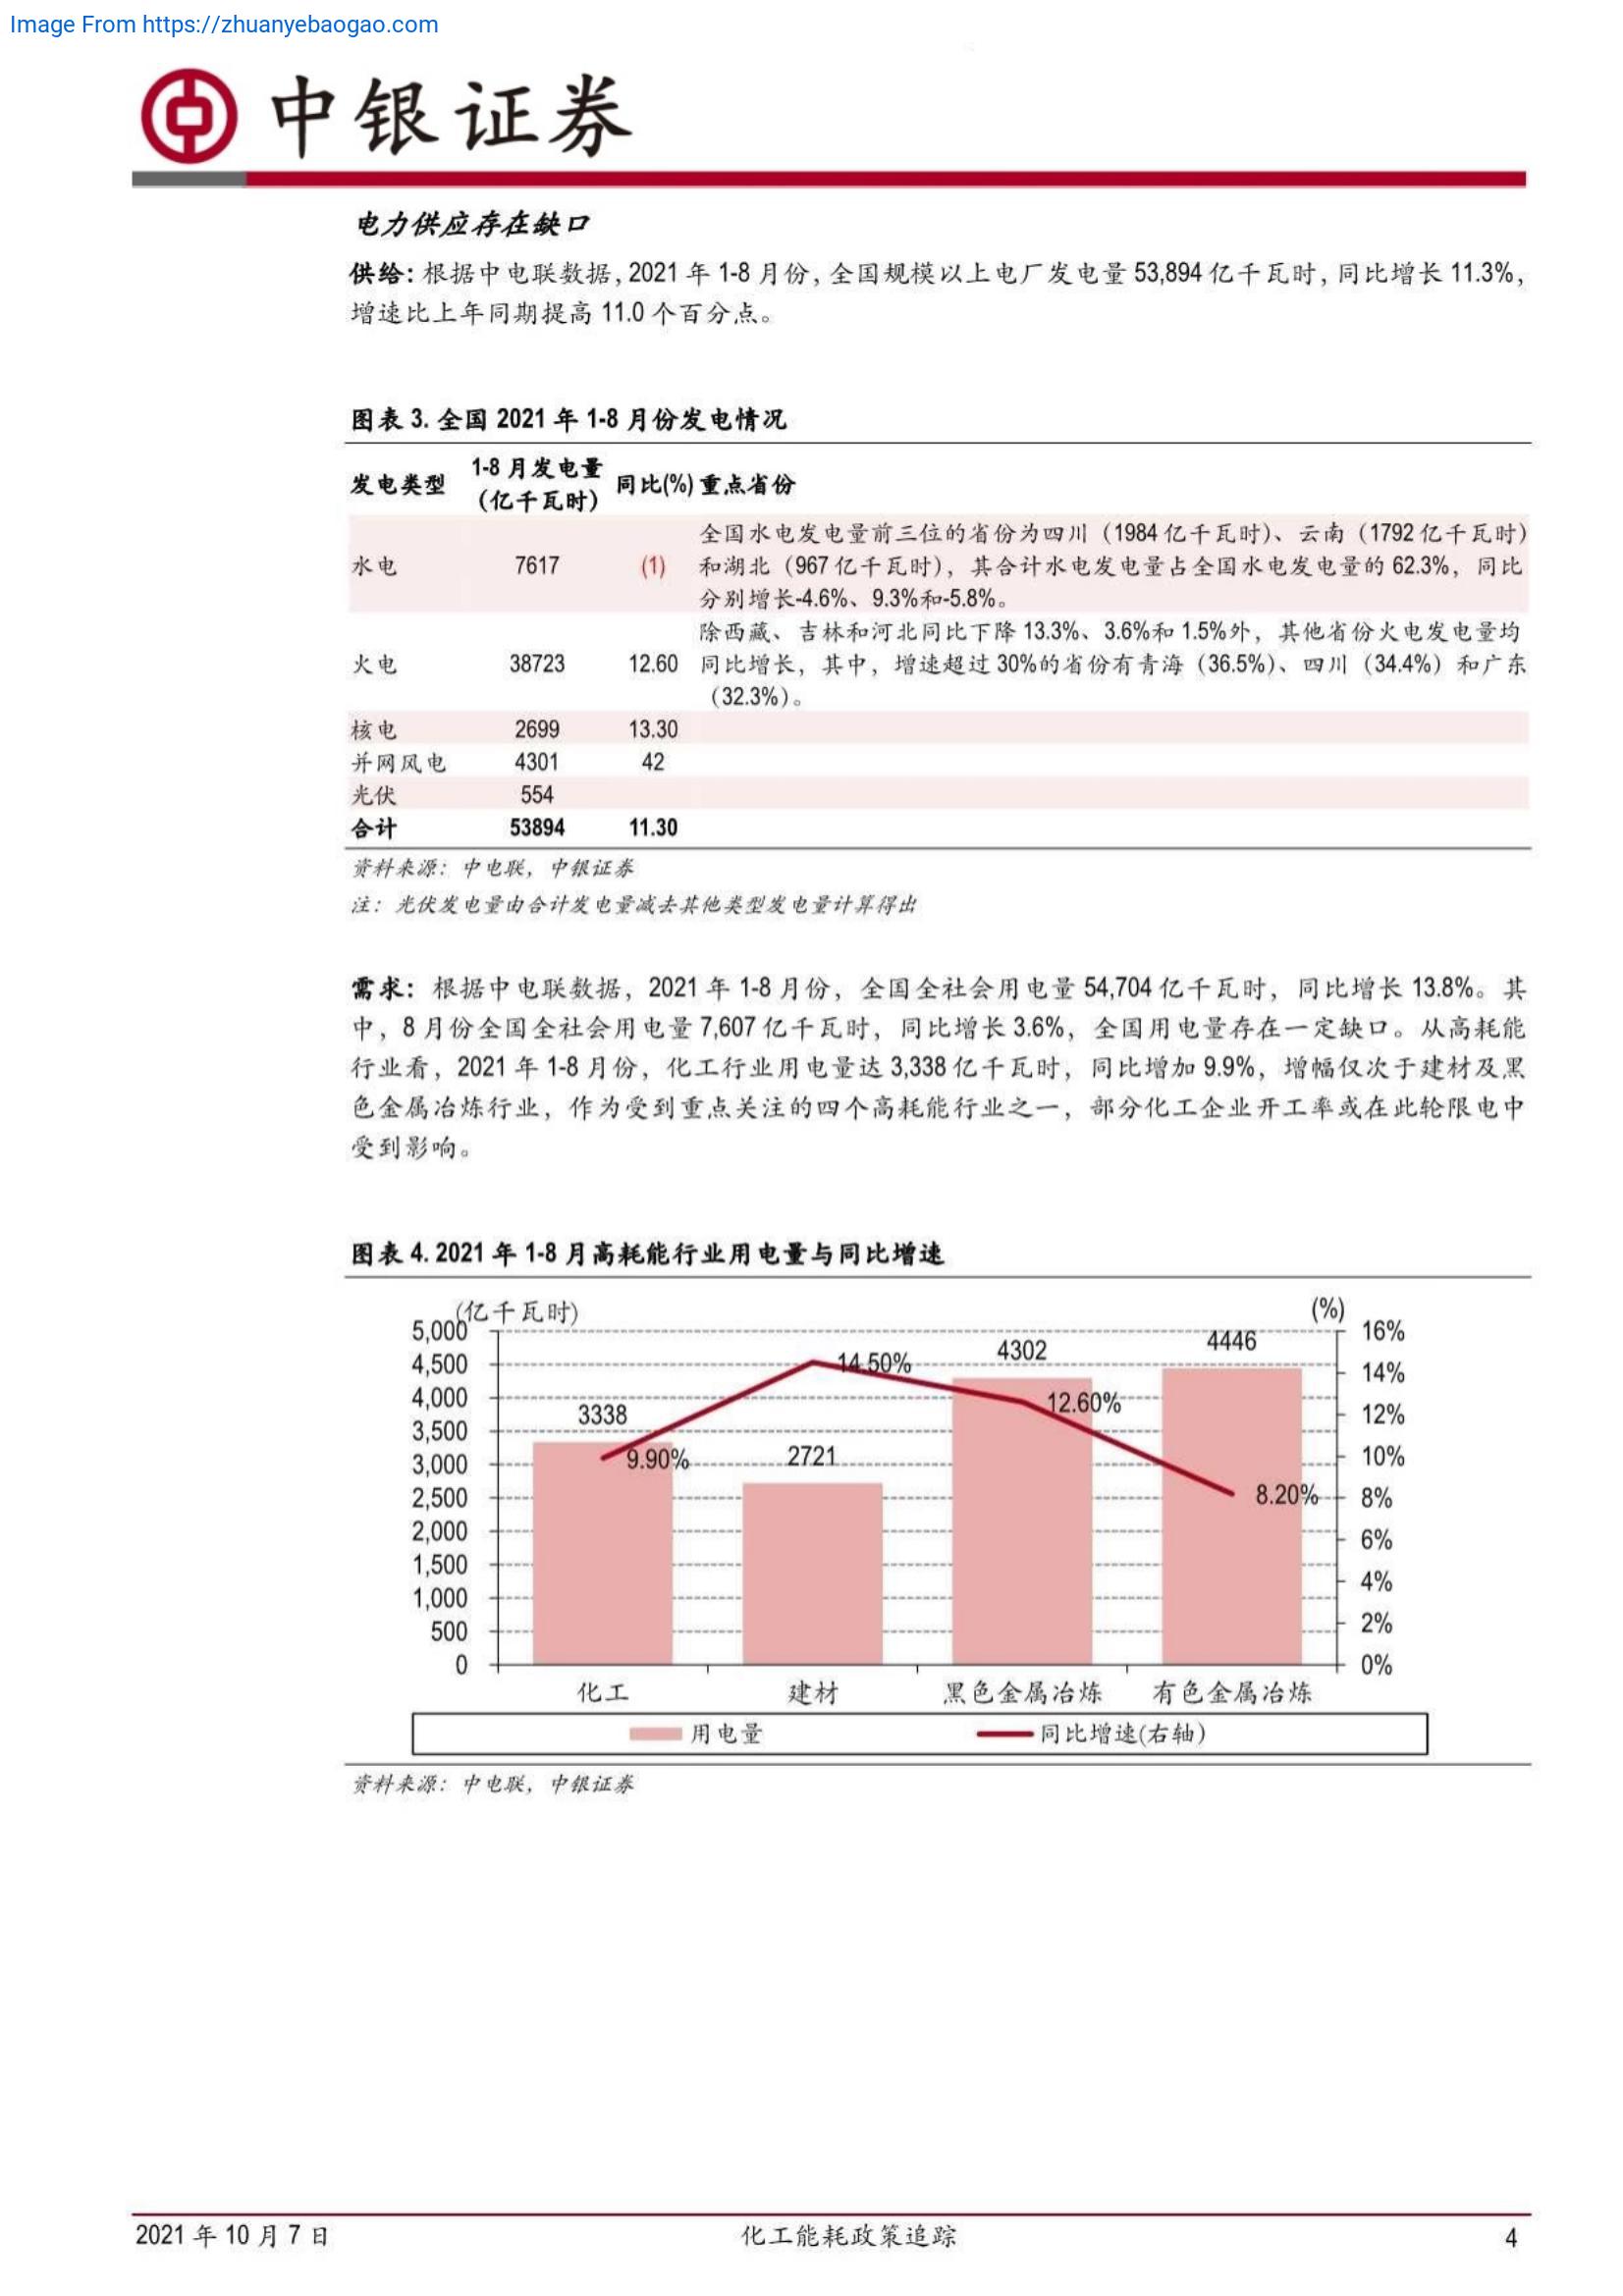 Image From https://zhuanyebaogao.com
中银证券
电力供应存在缺口
供给：根据中电联数据，2021 年 1-8 月份，全国规模以上电厂发电量 53,894 亿千瓦时，同比增长 11.3%，
增速比上年同期提高 11.0 个百分点。
图表 3. 全国 2021 年 1-8 月份发电情况
发电类型 1-8 月发电量（亿千瓦时） 同比(%) 重点省份
全国水电发电量前三位的省份为四川（1984 亿千瓦时）、云南（1792 亿千瓦时）
水电 7617 (1) 和湖北（967 亿千瓦时），其合计水电发电量占全国水电发电量的 62.3%，同比
分别增长-4.6%、9.3%和-5.8%。
除西藏、吉林和河北同比下降 13.3%、3.6%和 1.5%外，其他省份火电发电量均
火电 38723 12.60 同比增长，其中，增速超过 30%的省份有青海（36.5%）、四川（34.4%）和广东
（32.3%）。
核电 2699 13.30
并网风电 4301 42
光伏 554
合计 53894 11.30
资料来源：中电联，中银证券
注：光伏发电量由合计发电量减去其他类型发电量计算得出
需求：根据中电联数据，2021 年 1-8 月份，全国全社会用电量 54,704 亿千瓦时，同比增长 13.8%。其
中，8 月份全国全社会用电量 7,607 亿千瓦时，同比增长 3.6%，全国用电量存在一定缺口。从高耗能
行业看，2021 年 1-8 月份，化工行业用电量达 3,338 亿千瓦时，同比增加 9.9%，增幅仅次于建材及黑
色金属冶炼行业，作为受到重点关注的四个高耗能行业之一，部分化工企业开工率或在此轮限电中
受到影响。
图表 4. 2021 年 1-8 月高耗能行业用电量与同比增速
(亿千瓦时) (%)
5,000 16%
4,500 14%
4,000 12%
3,500 10%
3,000 8%
2,500 6%
2,000 4%
1,500 2%
1,000 0%
500
0
3338 2721 4302 4446
9.90% 14.50% 12.60% 8.20%
化工 建材 黑色金属冶炼 有色金属冶炼
用电量 同比增速(右轴)
资料来源：中电联，中银证券
2021 年 10 月 7 日 化工能耗政策追踪 4